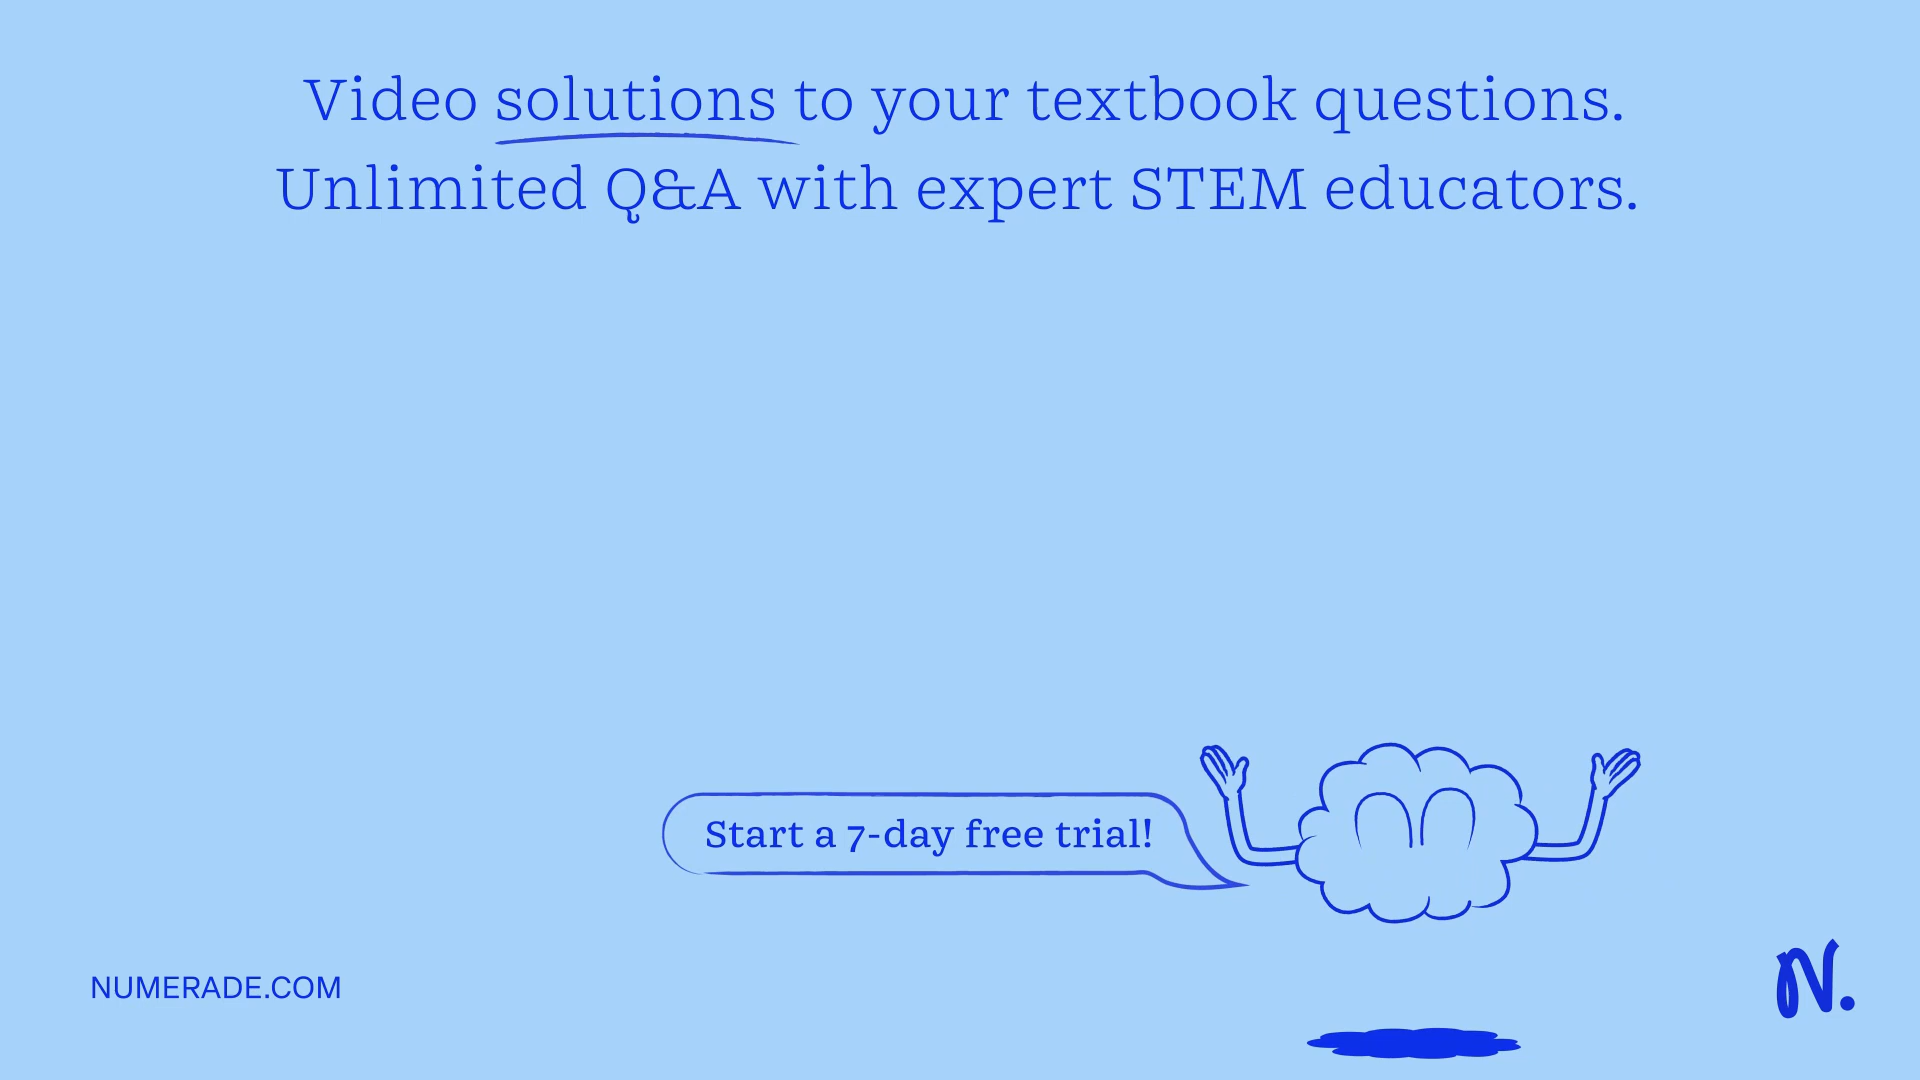 Video solutions to your textbook questions.
Unlimited Q&A with expert STEM educators.
Start a 7-day free trial!
NUMERADE.COM
N.